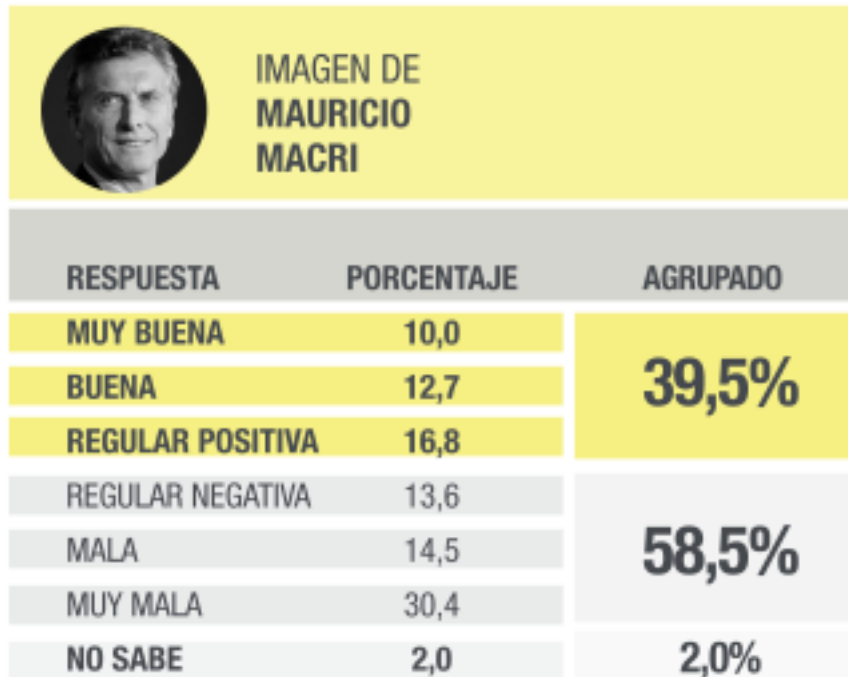 IMAGEN DE
MAURICIO
MACRI
RESPUESTA PORCENTAJE AGRUPADO
MUY BUENA 10,0
BUENA 12,7
39,5%
REGULAR POSITIVA 16,8
REGULAR NEGATIVA 13,6
MALA 14,5
58,5%
MUY MALA 30,4
NO SABE 2,0 2,0%